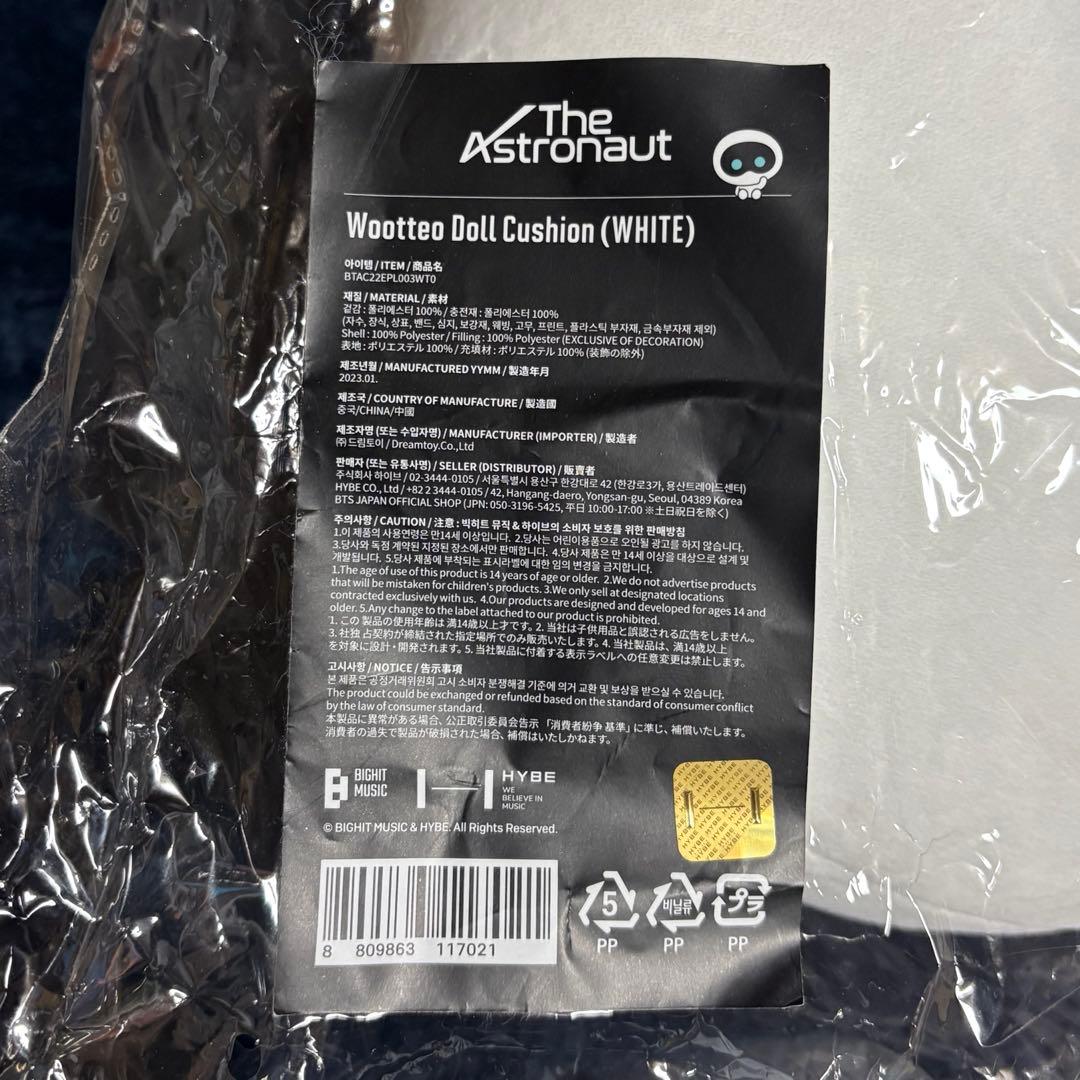 The
Astronaut
Wootteo Doll Cushion (WHITE)
아이템 / ITEM / 商品名
BTAC22EPL003WT0
재질 / MATERIAL / 素材
겉감 : 폴리에스터 100% / 충전재 : 폴리에스터 100%
(자수, 장식, 상표, 밴드, 심지, 보강재, 웨빙, 고무, 프린트, 플라스틱 부자재, 금속부자재 제외)
Shell : 100% Polyester / Filling : 100% Polyester (EXCLUSIVE OF DECORATION)
表地 : ポリエステル 100% / 充填材 : ポリエステル 100% (装飾の除外)
제조년월 / MANUFACTURED YYMM / 製造年月
2023.01.
제조국 / COUNTRY OF MANUFACTURE / 製造國
중국/CHINA/中國
제조자명 (또는 수입자명) / MANUFACTURER (IMPORTER) / 製造者
㈜드림토이 / Dreamtoy.Co.,Ltd
판매자 (또는 유통사명) / SELLER (DISTRIBUTOR) / 販賣者
주식회사 하이브 / 02-3444-0105 / 서울특별시 용산구 한강대로 42 (한강로3가, 용산트레이드센터)
HYBE CO., Ltd / +82 2 3444-0105 / 42, Hangang-daero, Yongsan-gu, Seoul, 04389 Korea
BTS JAPAN OFFICIAL SHOP (JPN: 050-3196-5425, 平日 10:00-17:00 ※土日祝日を除く)
주의사항 / CAUTION / 注意 : 빅히트 뮤직 & 하이브의 소비자 보호를 위한 판매방침
1.이 제품의 사용연령은 만14세 이상입니다. 2.당사는 어린이용품으로 오인될 광고를 하지 않습니다.
3.당사와 독점 계약된 지정된 장소에서만 판매합니다. 4.당사 제품은 만 14세 이상을 대상으로 설계 및
개발됩니다. 5.당사 제품에 부착되는 표시라벨에 대한 임의 변경을 금지합니다.
1.The age of use of this product is 14 years of age or older. 2.We do not advertise products
that will be mistaken for children's products. 3.We only sell at designated locations
contracted exclusively with us. 4.Our products are designed and developed for ages 14 and
older. 5.Any change to the label attached to our product is prohibited.
1. この 製品の使用年齢は 満14歳以上才です。2. 当社は子供用品と誤認される広告をしません。
3. 社独 占契約が締結された指定場所でのみ販売いたします。4. 当社製品は、満14歳以上
を対象に設計・開発されます。5. 当社製品に付着する表示ラベルへの任意変更は禁止します。
고시사항 / NOTICE / 告示事項
본 제품은 공정거래위원회 고시 소비자 분쟁해결 기준에 의거 교환 및 보상을 받으실 수 있습니다.
The product could be exchanged or refunded based on the standard of consumer conflict
by the law of consumer standard.
本製品に異常がある場合、公正取引委員会告示 「消費者紛争 基準」に準じ、補償いたします。
消費者の過失で製品が破損された場合、補償はいたしかねます。
BIGHIT
MUSIC
HYBE
WE
BELIEVE IN
MUSIC
© BIGHIT MUSIC & HYBE. All Rights Reserved.
HYBE HYBE HYBE
8 809863 117021
5
PP
비닐류
PP
プラ
PP